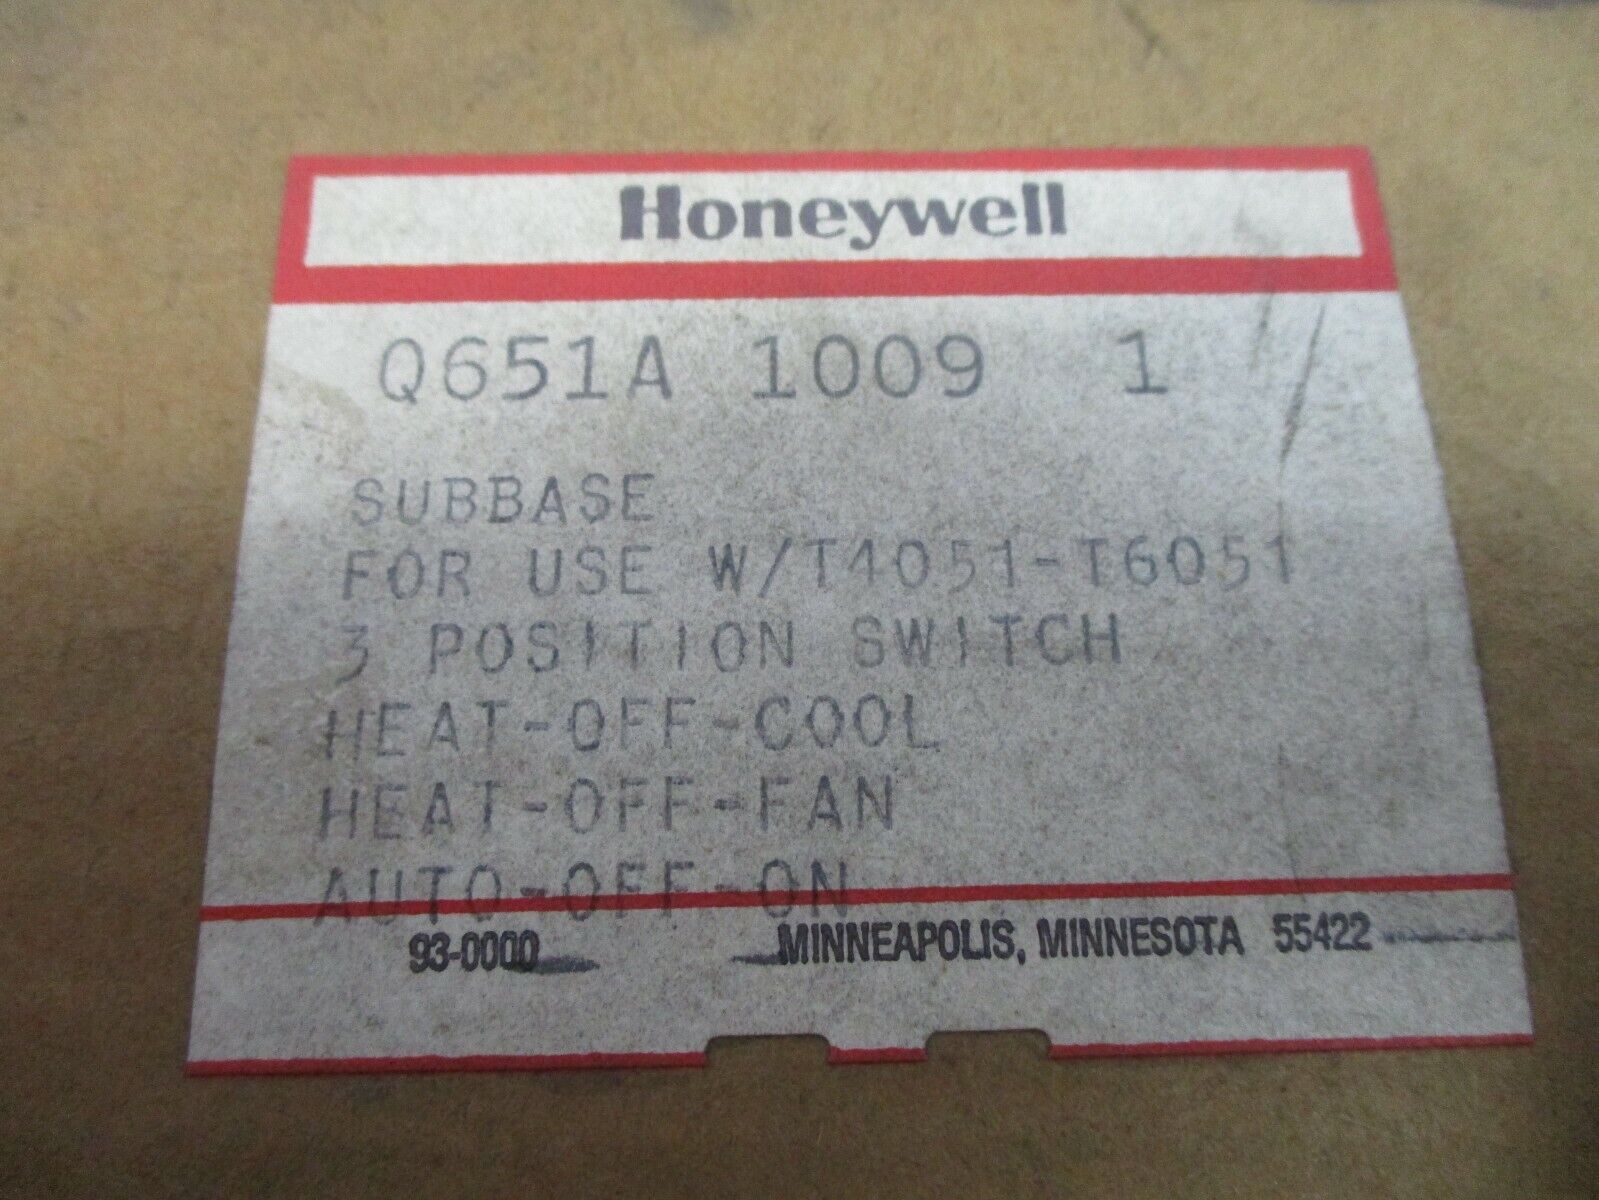 Honeywell
Q651A 1009 1
SUBBASE
FOR USE W/T4051-T6051
3 POSITION SWITCH
HEAT-OFF-COOL
HEAT-OFF-FAN
AUTO-OFF-ON
93-0000 MINNEAPOLIS, MINNESOTA 55422